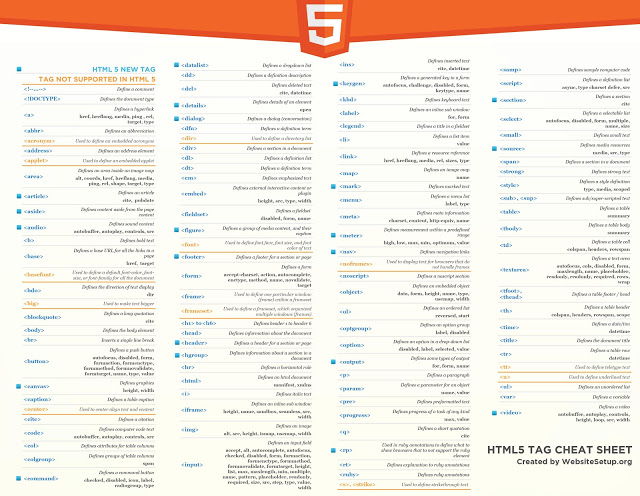 5
HTML 5 NEW TAG
TAG NOT SUPPORTED IN HTML 5
<!--...--> Define a comment
<!DOCTYPE> Defines the document type
<a> Defines a hyperlink
href, hreflang, media, ping, rel,
target, type
<abbr> Defines an abbreviation
<acronym> Used to define an embedded acronyms
<address> Defines an address element
<applet> Used to define an embedded applet
<area> Defines an area inside an image map
alt, coords, href, hreflang, media,
ping, rel, shape, target, type
<article> Defines an article
cite, pubdate
<aside> Defines content aside from the page
content
<audio> Defines sound content
autobuffer, autoplay, controls, src
<b> Defines bold text
<base> Defines a base URL for all the links in a
page
href, target
<basefont> Used to define a default font-color, font-
size, or font-family for all the document
<bdo> Defines the direction of text display
dir
<big> Used to make text bigger
<blockquote> Defines a long quotation
cite
<body> Defines the body element
<br> Inserts a single line break
<button> Defines a push button
autofocus, disabled, form,
formaction, formenctype,
formmethod, formnovalidate,
formtarget, name, type, value
<canvas> Defines graphics
height, width
<caption> Defines a table caption
<center> Used to center align text and content
<cite> Defines a citation
<code> Defines computer code text
autobuffer, autoplay, controls, src
<col> Defines attributes for table columns
<colgroup> Defines groups of table columns
span
<command> Defines a command button
checked, disabled, icon, label,
radiogroup, type
<datalist> Defines a dropdown list
<dd> Defines a definition description
<del> Defines deleted text
cite, datetime
<details> Defines details of an element
open
<dialog> Defines a dialog (conversation)
<dfn> Defines a definition term
<dir> Used to define a directory list
<div> Defines a section in a document
<dl> Defines a definition list
<dt> Defines a definition term
<em> Defines emphasized text
<embed> Defines external interactive content or
plugin
height, src, type, width
<fieldset> Defines a fieldset
disabled, form, name
<figure> Defines a group of media content, and their
caption
<font> Used to define font face, font size, and font
color of text
<footer> Defines a footer for a section or page
<form> Defines a form
accept-charset, action, autocomplete,
enctype, method, name, novalidate,
target
<frame> Used to define one particular window
(frame) within a frameset
<frameset> Used to define a frameset, which organized
multiple windows (frames)
<h1> to <h6> Defines header 1 to header 6
<head> Defines information about the document
<header> Defines a header for a section or page
<hgroup> Defines information about a section in a
document
<hr> Defines a horizontal rule
<html> Defines an html document
manifest, xmlns
<i> Defines italic text
<iframe> Defines an inline sub window
height, name, sandbox, seamless, src,
width
<img> Defines an image
alt, src, height, ismap, usemap, width
<input> Defines an input field
accept, alt, autocomplete, autofocus,
checked, disabled, form, formaction,
formenctype, formmethod,
formnovalidate, formtarget, height,
list, max, maxlength, min, multiple,
name, pattern, placeholder, readonly,
required, size, src, step, type, value,
width
<ins> Defines inserted text
cite, datetime
<keygen> Defines a generated key in a form
autofocus, challenge, disabled, form,
keytype, name
<kbd> Defines keyboard text
<label> Defines an inline sub window
for, form
<legend> Defines a title in a fieldset
<li> Defines a list item
value
<link> Defines a resource reference
href, hreflang, media, rel, sizes, type
<map> Defines an image map
name
<mark> Defines marked text
<menu> Defines a menu list
label, type
<meta> Defines meta information
charset, content, http-equiv, name
<meter> Defines measurement within a predefined
range
high, low, max, min, optimum, value
<nav> Defines navigation links
<noframes> Used to display text for browsers that do
not handle frames
<noscript> Defines a noscript section
<object> Defines an embedded object
data, form, height, name, type,
usemap, width
<ol> Defines an ordered list
reversed, start
<optgroup> Defines an option group
label, disabled
<option> Defines an option in a drop-down list
disabled, label, selected, value
<output> Defines some types of output
for, form, name
<p> Defines a paragraph
<param> Defines a parameter for an object
name, value
<pre> Defines preformatted text
<progress> Defines progress of a task of any kind
max, value
<q> Defines a short quotation
cite
<rp> Used in ruby annotations to define what to
show browsers that to not support the ruby
element
<rt> Defines explanation to ruby annotations
<ruby> Defines ruby annotations
<s>, <strike> Used to define strikethrough text
<samp> Defines sample computer code
<script> Defines a definition list
async, type charset defer, src
<section> Defines a section
cite
<select> Defines a selectable list
autofocus, disabled, form, multiple,
name, size
<small> Defines small text
<source> Defines media resources
media, src, type
<span> Defines a section in a document
<strong> Defines strong text
<style> Defines a style definition
type, media, scoped
<sub>, <sup> Defines sub/super-scripted text
<table> Defines a table
summary
<tbody> Defines a table body
summary
<td> Defines a table cell
colspan, headers, rowspan
<textarea> Defines a text area
autofocus, cols, disabled, form,
maxlength, name, placeholder,
readonly, readonly, required, rows,
wrap
<tfoot>,
<thead> Defines a table footer / head
<th> Defines a table header
colspan, headers, rowspan, scope
<time> Defines a date/time
datetime
<title> Defines the document title
<tr> Defines a table row
datetime
<tt> Used to define teletype text
<u> Used to define underlined text
<ul> Defines an unordered list
<var> Defines a variable
<video> Defines a video
autobuffer, autoplay, controls,
height, loop, src, width
HTML5 TAG CHEAT SHEET
Created by WebsiteSetup.org